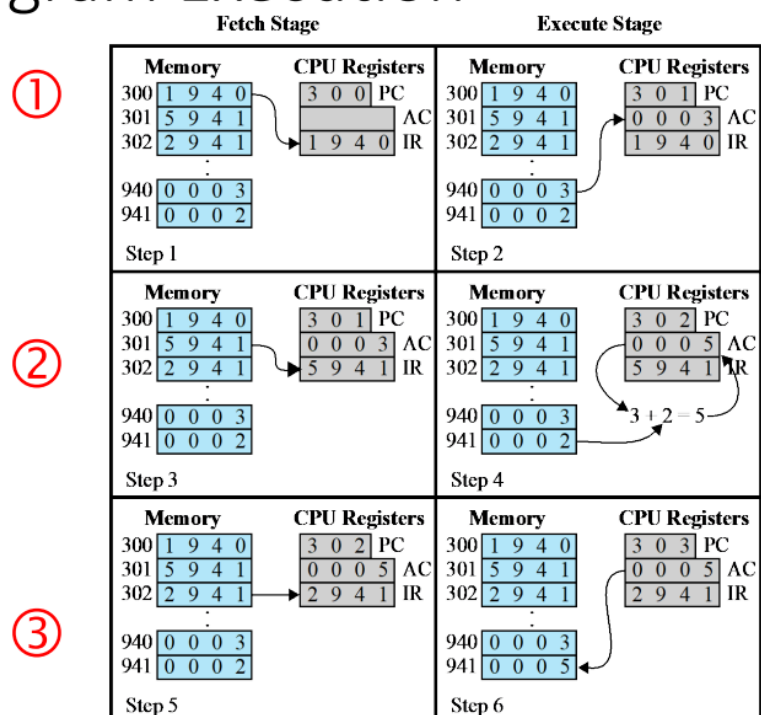 gram Execution
Fetch Stage Execute Stage
①
Memory CPU Registers
300 1 9 4 0 3 0 0 PC
301 5 9 4 1 AC
302 2 9 4 1 1 9 4 0 IR
940 0 0 0 3
941 0 0 0 2
Step 1
Memory CPU Registers
300 1 9 4 0 3 0 1 PC
301 5 9 4 1 0 0 0 3 AC
302 2 9 4 1 1 9 4 0 IR
940 0 0 0 3
941 0 0 0 2
Step 2
②
Memory CPU Registers
300 1 9 4 0 3 0 1 PC
301 5 9 4 1 0 0 0 3 AC
302 2 9 4 1 5 9 4 1 IR
940 0 0 0 3
941 0 0 0 2
Step 3
Memory CPU Registers
300 1 9 4 0 3 0 2 PC
301 5 9 4 1 0 0 0 5 AC
302 2 9 4 1 5 9 4 1 IR
940 0 0 0 3 3 + 2 = 5
941 0 0 0 2
Step 4
③
Memory CPU Registers
300 1 9 4 0 3 0 2 PC
301 5 9 4 1 0 0 0 5 AC
302 2 9 4 1 2 9 4 1 IR
940 0 0 0 3
941 0 0 0 2
Step 5
Memory CPU Registers
300 1 9 4 0 3 0 3 PC
301 5 9 4 1 0 0 0 5 AC
302 2 9 4 1 2 9 4 1 IR
940 0 0 0 3
941 0 0 0 5
Step 6